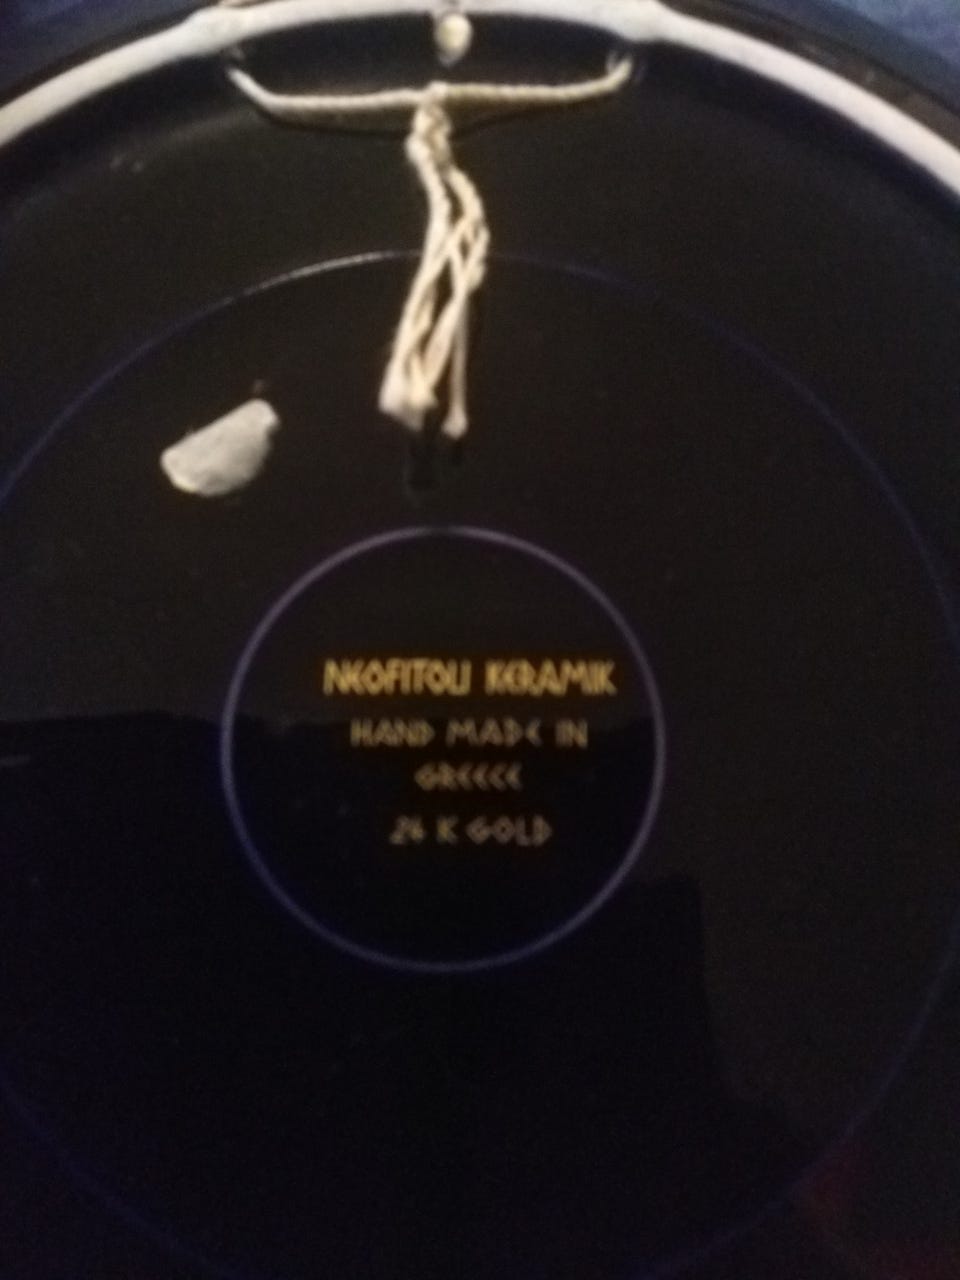 NEOFITOU KERAMIK
HAND MADE IN
GREECE
24 K GOLD